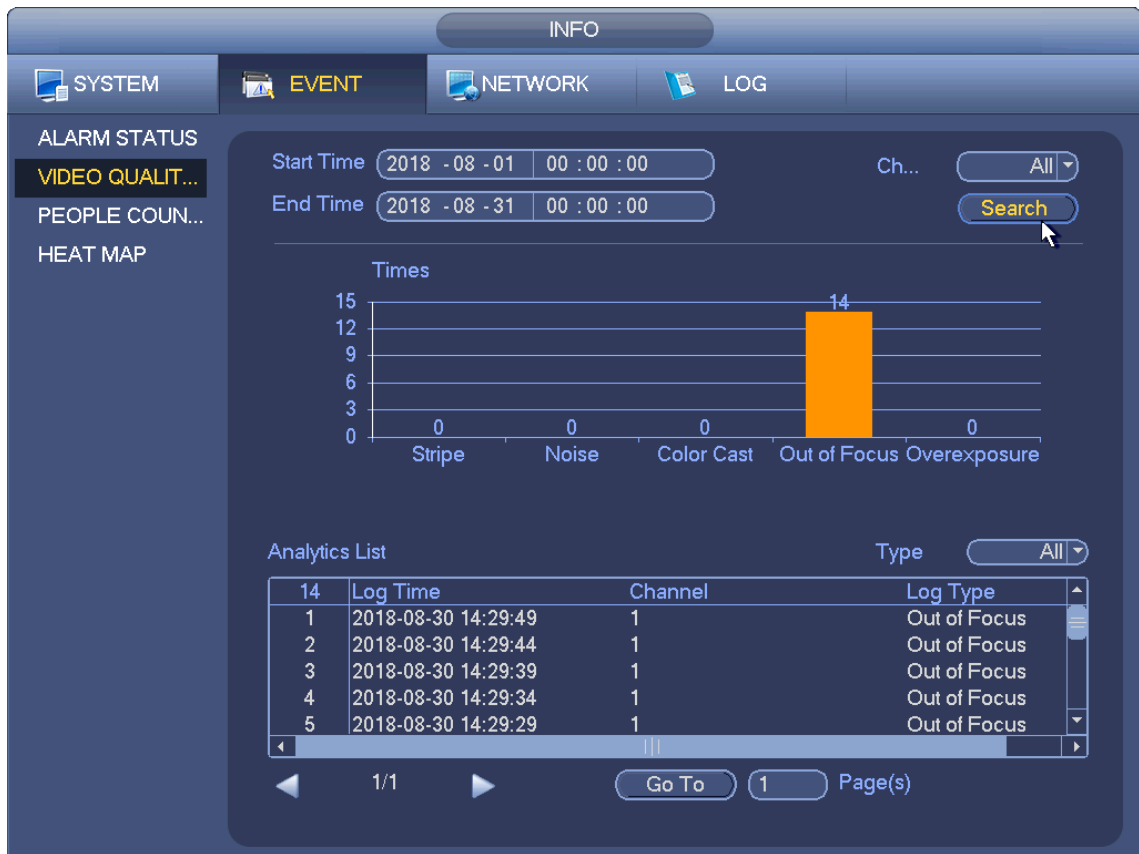 INFO
SYSTEM EVENT NETWORK LOG
ALARM STATUS
VIDEO QUALIT...
PEOPLE COUN...
HEAT MAP
Start Time 2018 -08 -01 00 :00 :00 Ch... All
End Time 2018 -08 -31 00 :00 :00 Search
Times
15
12
9
6
3
0
0 0 0 14 0
Stripe Noise Color Cast Out of Focus Overexposure
Analytics List Type All
14 Log Time Channel Log Type
1 2018-08-30 14:29:49 1 Out of Focus
2 2018-08-30 14:29:44 1 Out of Focus
3 2018-08-30 14:29:39 1 Out of Focus
4 2018-08-30 14:29:34 1 Out of Focus
5 2018-08-30 14:29:29 1 Out of Focus
1/1 Go To 1 Page(s)